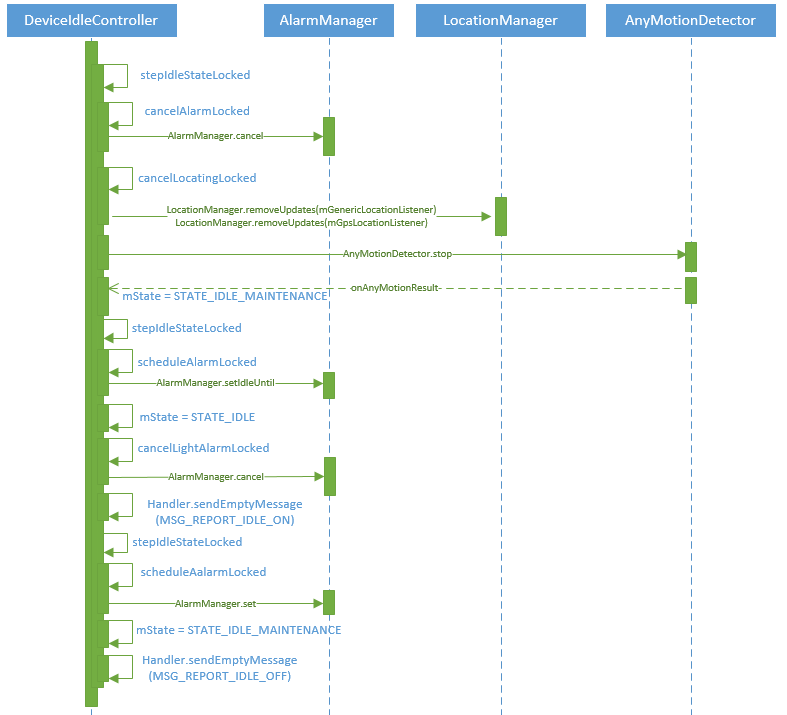 DeviceIdleController
AlarmManager
LocationManager
AnyMotionDetector
stepIdleStateLocked
cancelAlarmLocked
AlarmManager.cancel
cancelLocatingLocked
LocationManager.removeUpdates(mGenericLocationListener)
LocationManager.removeUpdates(mGpsLocationListener)
AnyMotionDetector.stop
onAnyMotionResult
mState = STATE_IDLE_MAINTENANCE
stepIdleStateLocked
scheduleAlarmLocked
AlarmManager.setIdleUntil
mState = STATE_IDLE
cancelLightAlarmLocked
AlarmManager.cancel
Handler.sendEmptyMessage
(MSG_REPORT_IDLE_ON)
stepIdleStateLocked
scheduleAalarmLocked
AlarmManager.set
mState = STATE_IDLE_MAINTENANCE
Handler.sendEmptyMessage
(MSG_REPORT_IDLE_OFF)